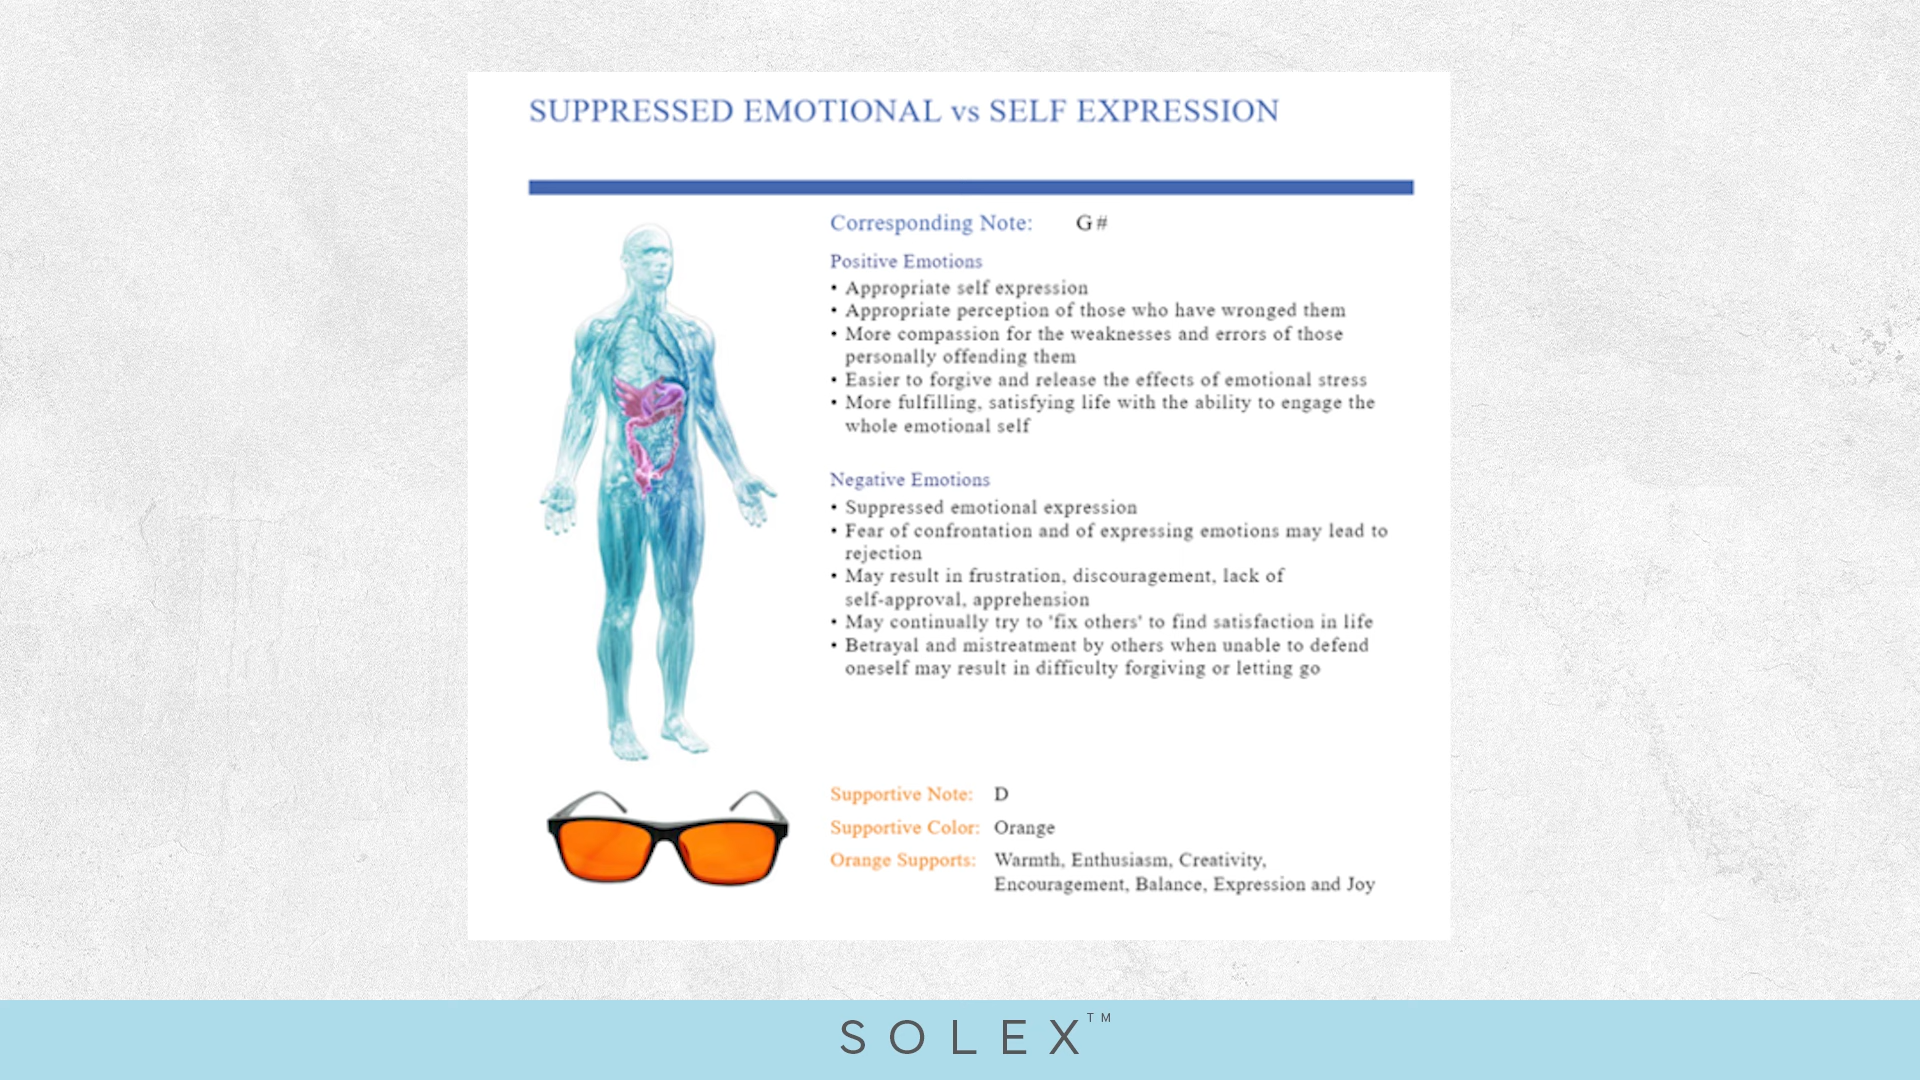 SUPPRESSED EMOTIONAL vs SELF EXPRESSION
Corresponding Note: G#
Positive Emotions
• Appropriate self expression
• Appropriate perception of those who have wronged them
• More compassion for the weaknesses and errors of those
personally offending them
• Easier to forgive and release the effects of emotional stress
• More fulfilling, satisfying life with the ability to engage the
whole emotional self
Negative Emotions
• Suppressed emotional expression
• Fear of confrontation and of expressing emotions may lead to
rejection
• May result in frustration, discouragement, lack of
self-approval, apprehension
• May continually try to 'fix others' to find satisfaction in life
• Betrayal and mistreatment by others when unable to defend
oneself may result in difficulty forgiving or letting go
Supportive Note: D
Supportive Color: Orange
Orange Supports: Warmth, Enthusiasm, Creativity,
Encouragement, Balance, Expression and Joy
SOLEX™